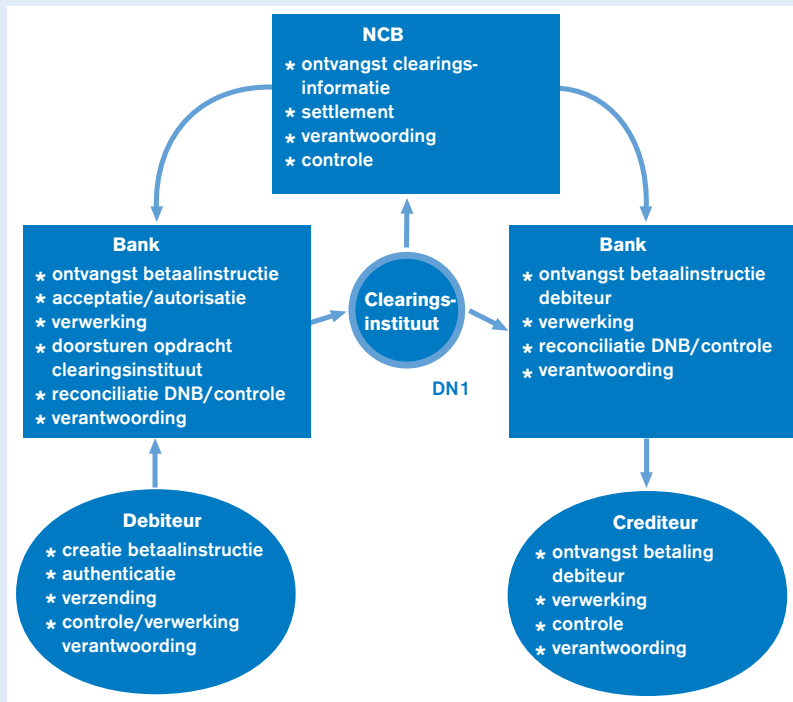 NCB
* ontvangst clearings-
informatie
* settlement
* verantwoording
* controle
Bank
* ontvangst betaalinstructie
* acceptatie/autorisatie
* verwerking
* doorsturen opdracht
clearingsinstituut
* reconciliatie DNB/controle
* verantwoording
Clearings-
instituut
DN1
Bank
* ontvangst betaalinstructie
debiteur
* verwerking
* reconciliatie DNB/controle
* verantwoording
Debiteur
* creatie betaalinstructie
* authenticatie
* verzending
* controle/verwerking
verantwoording
Crediteur
* ontvangst betaling
debiteur
* verwerking
* controle
* verantwoording